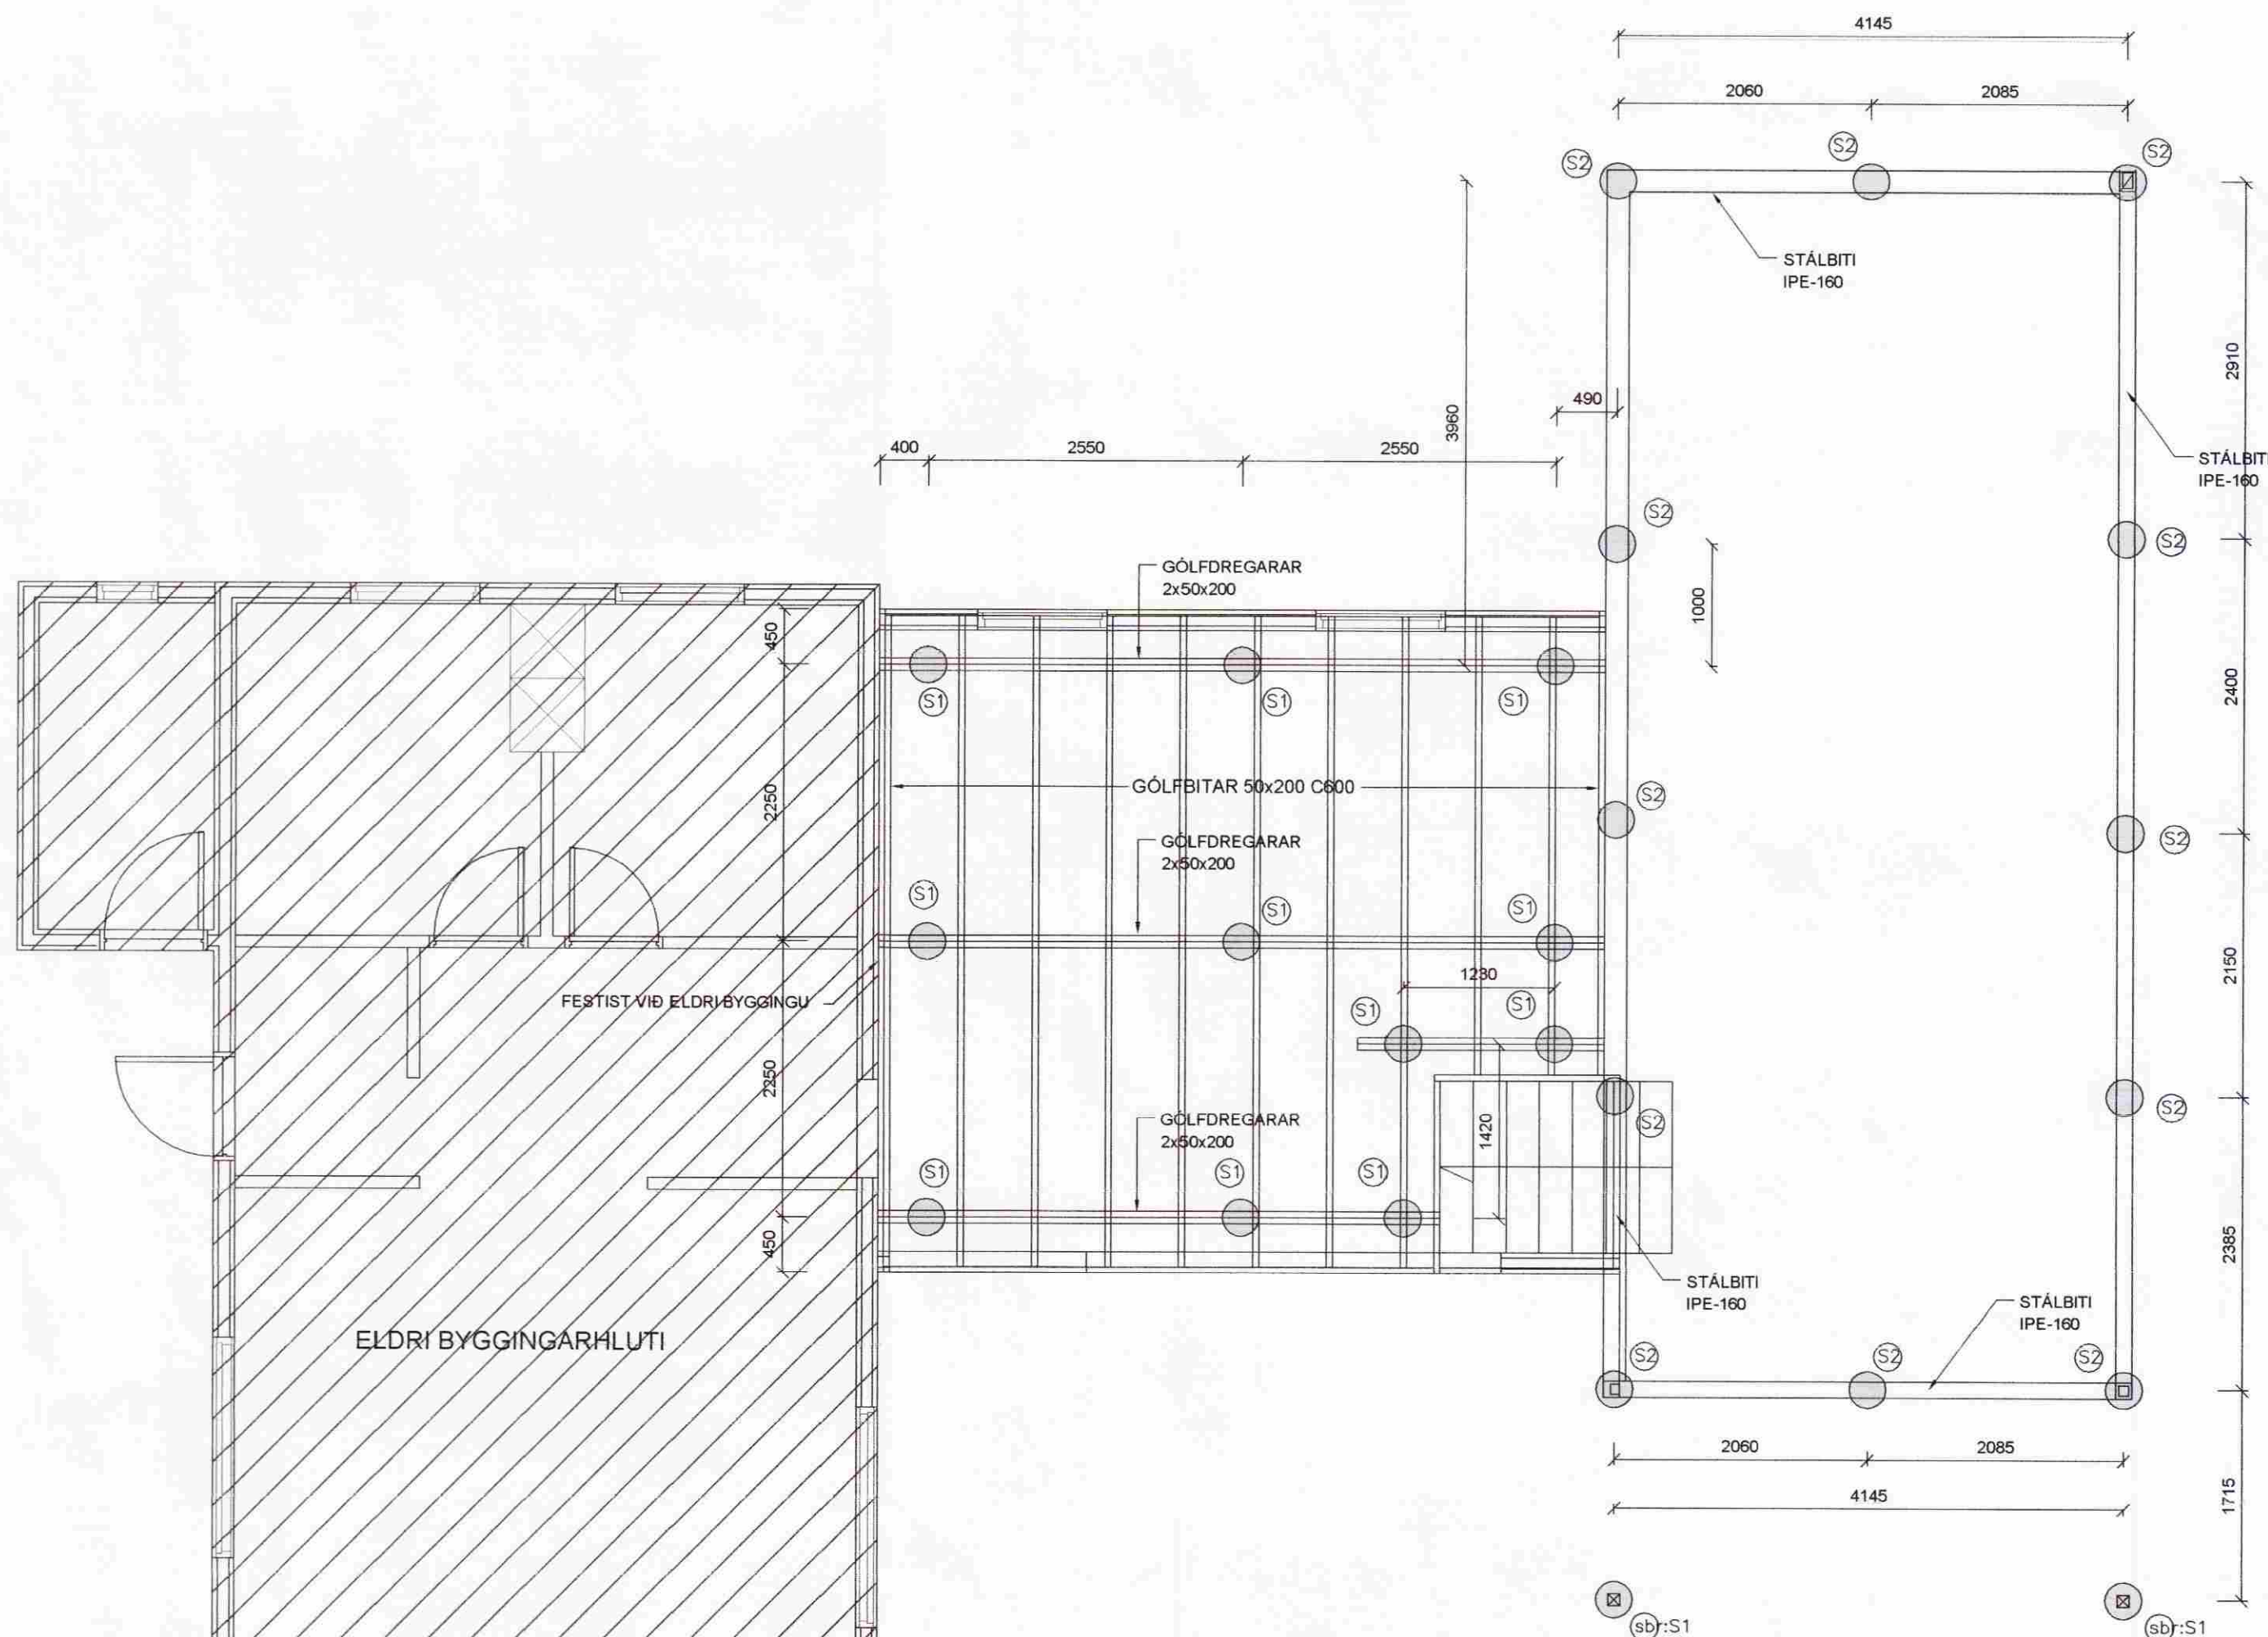 4145
2060
2085
S2
S2
S2
STÁLBITI
IPE-160
2910
3960
490
400
2550
2550
STÁLBITI
IPE-160
S2
S2
GÓLFDREGARAR
2x50x200
1000
450
S1
S1
S1
2400
GÓLFBITAR 50x200 C600
2250
S2
GÓLFDREGARAR
2x50x200
S2
S1
S1
S1
2150
1230
FESTIST VIÐ ELDRI BYGGINGU
S1
S1
2250
GÓLFDREGARAR
2x50x200
1420
S2
S2
S1
S1
S1
450
2385
STÁLBITI
IPE-160
STÁLBITI
IPE-160
ELDRI BYGGINGARHLUTI
S2
S2
S2
2060
2085
4145
1715
sbr:S1
sbr:S1